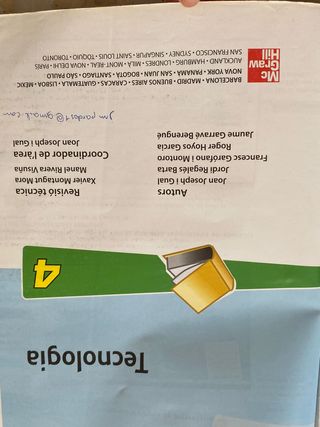 Tecnologia
4
Autors
Joan Joseph i Gual
Jordi Regalés Barta
Francesc Fanfaroni i Montoro
Roger Hoyos Garcia
Jaume Garravé Berengué
Revisió tècnica
Xavier Montagut Mora
Manel Rivera Visuña
Coordinador de l'àrea
Joan Joseph i Gual
@gmail.com
Mc
Graw
Hill
BARCELONA • MADRID • BUENOS AIRES • CARACAS • GUATEMALA • LISBOA • MÈXIC
NOVA YORK • PANAMÀ • SAN JUAN • BOGOTÀ • SANTIAGO • SÃO PAULO
AUCKLAND • HAMBURG • LONDRES • MILÀ • MONT-REAL • NOVA DELHI • PARÍS
SAN FRANCISCO • SYDNEY • SINGAPUR • SAINT LOUIS • TÒQUIO • TORONTO